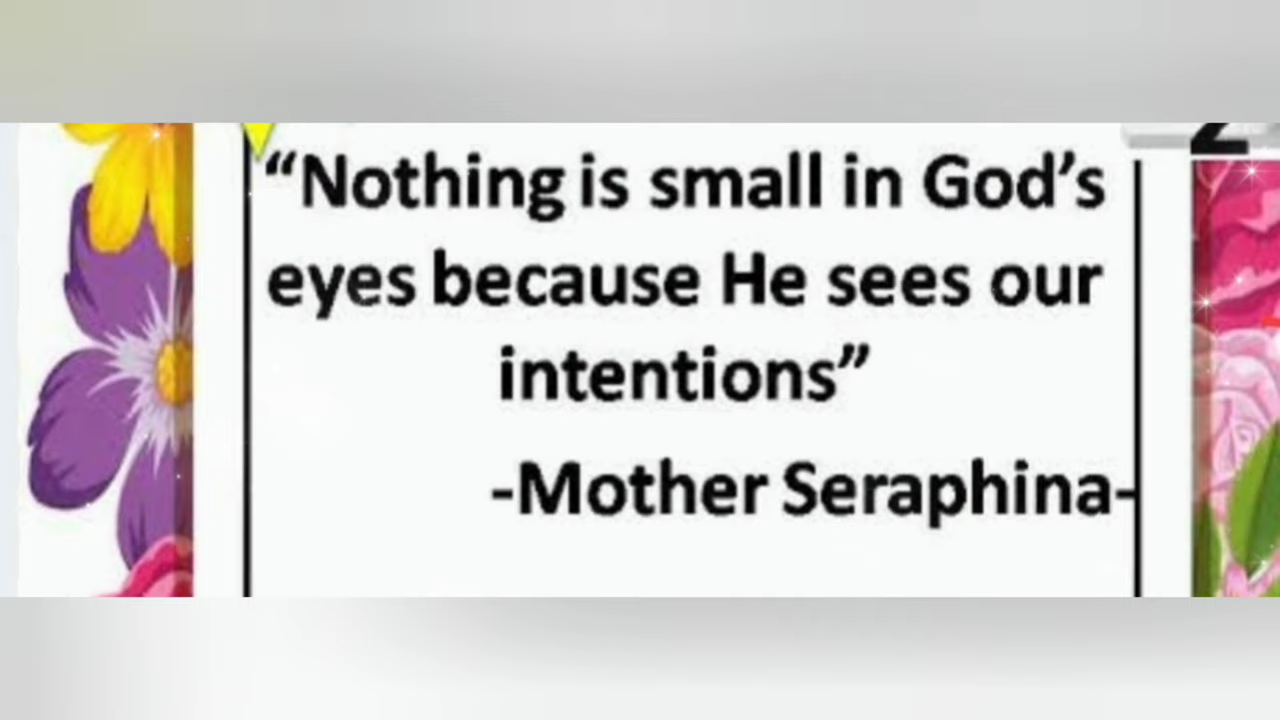 “Nothing is small in God’s
eyes because He sees our
intentions”
-Mother Seraphina-